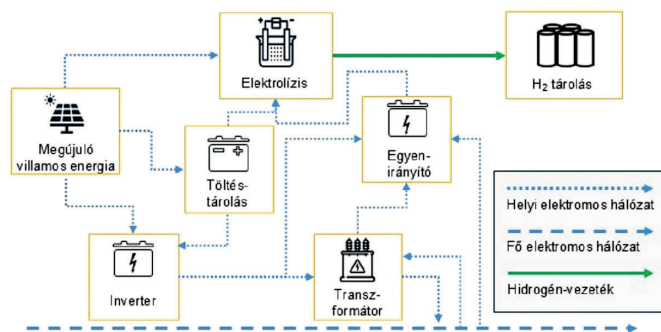 Elektrolízis
H₂ tárolás
Megújuló
villamos energia
Töltés-
tárolás
Egyen-
irányító
Inverter
Transz-
formátor
Helyi elektromos hálózat
Fő elektromos hálózat
Hidrogén-vezeték